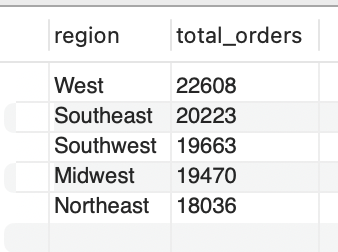 region total_orders
West 22608
Southeast 20223
Southwest 19663
Midwest 19470
Northeast 18036